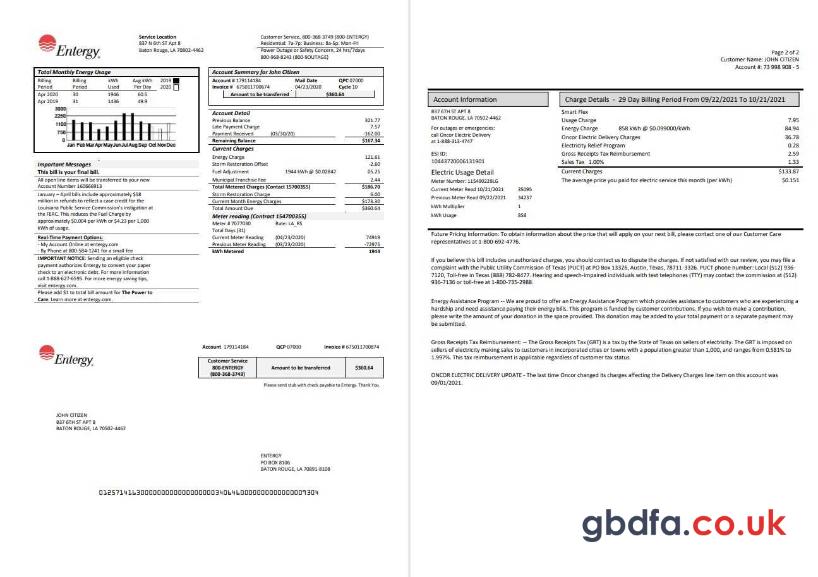 Entergy.
Service Location
837 N 6th ST Apt 8
Baton Rouge, LA 70802-4462
Customer Service, 800-368-3749 (800-ENTERGY)
Residential: 7a-7p; Business: 8a-5p; Mon-Fri
Power Outage or Safety Concern, 24 hrs/7days
800-968-8243 (800-9OUTAGE)
Total Monthly Energy Usage
Billing Billing kWh Aug kWh 2019
Period Period Used Per Day 2020
Apr 2020 30 1946 60.5
Apr 2019 31 1436 49.9
3000
2250
1500
750
0
Jan Feb Mar Apr May Jun Aug Sep Oct Nov Dec
Important Messages
This bill is your final bill.
All open line items will be transferred to your new
Account Number 160666813
January – April bills include approximately $58
million in refunds to reflect a case credit for the
Louisiana Public Service Commission's instigation at
the FERC. This reduces the Fuel Charge by
approximately $0.004 per kWh or $4.23 per 1,000
kWh of usage.
Real-Time Payment Options:
- My Account Online at entergy.com
- By Phone at 800-584-1241 for a small fee
IMPORTANT NOTICE: Sending an eligible check
payment authorizes Entergy to convert your paper
check to an electronic debt. For more information
call 1-888-627-6595. For more energy saving tips,
visit entergy.com.
Please add $1 to total bill amount for The Power to
Care. Learn more at entergy.com.
Account Summary for John Citizen
Account # 179114184 Mail Date QPC 07000
Invoice # 675011700674 04/23/2020 Cycle 10
Amount to be transferred $360.64
Account Detail
Previous Balance 321.77
Late Payment Charge 7.57
Payment Received (03/30/20) -162.00
Remaining Balance $167.34
Current Charges
Energy Charge 121.61
Storm Restoration Offset -2.80
Fuel Adjustment 1944 kWh @ $0.02842 55.25
Municipal Franchise Fee 2.44
Total Metered Charges (Contact 15700355) $186.70
Storm Restoration Charge 6.00
Current Month Energy Charges $173.30
Total Amount Due $360.64
Meter reading (Contract 154700355)
Meter # 7077030 Rate: LA_RS
Total Days (31)
Current Meter Reading (04/23/2020) 74919
Previous Meter Reading (03/23/2020) -72975
kWh Metered 1944
Entergy.
Account 179114184 QCP 07000 Invoice # 675011700674
Customer Service
800-ENTERGY
(800-368-3743)
Amount to be transferred
$360.64
Please send stub with check payable to Entergy. Thank You
JOHN CITIZEN
837 6TH ST APT 8
BATON ROUGE, LA 70802-4462
ENTERGY
PO BOX 8106
BATON ROUGE, LA 70891-8108
Page 2 of 2
Customer Name: JOHN CITIZEN
Account #: 73 998 908 - 5
Account Information
837 6TH ST APT 8
BATON ROUGE, LA 70502-4462
For outages or emergencies:
call Oncor Electric Delivery
at 1-888-313-4747
ESI ID:
10443720006131901
Electric Usage Detail
Meter Number: 115499228LG
Current Meter Read 10/21/2021 35095
Previous Meter Read 09/22/2021 34237
kWh Multiplier 1
kWh Usage 858
Charge Details - 29 Day Billing Period From 09/22/2021 To 10/21/2021
Smart Flex
Usage Charge 7.95
Energy Charge 858 kWh @ $0.099000/kWh 84.94
Oncor Electric Delivery Charges 36.78
Electricity Relief Program 0.28
Gross Receipts Tax Reimbursement 2.59
Sales Tax 1.00% 1.33
Current Charges $133.87
The average price you paid for electric service this month (per kWh) $0.151
Future Pricing Information: To obtain information about the price that will apply on your next bill, please contact one of our Customer Care
representatives at 1-800-692-4776.
If you believe this bill includes unauthorized charges, you should contact us to dispute the charges. If not satisfied with our review, you may file a
complaint with the Public Utility Commission of Texas (PUCT) at PO Box 13326, Austin, Texas, 78711-3326. PUCT phone number: Local (512) 936-
7120, Toll-free in Texas (888) 782-8477. Hearing and speech-impaired individuals with text telephones (TTY) may contact the commission at (512)
936-7136 or toll-free at 1-800-735-2988.
Energy Assistance Program -- We are proud to offer an Energy Assistance Program which provides assistance to customers who are experiencing a
hardship and need assistance paying their energy bills. This program is funded by customer contributions. If you wish to make a contribution,
please write the amount of your donation in the space provided. This donation may be added to your total payment or a separate payment may
be submitted.
Gross Receipts Tax Reimbursement: -- The Gross Receipts Tax (GRT) is a tax by the State of Texas on sellers of electricity. The GRT is imposed on
sellers of electricity making sales to customers in incorporated cities or towns with a population greater than 1,000, and ranges from 0.581% to
1.997%. This tax reimbursement is applicable regardless of customer tax status.
ONCOR ELECTRIC DELIVERY UPDATE - The last time Oncor changed its charges affecting the Delivery Charges line item on this account was
09/01/2021.
gbdfa.co.uk